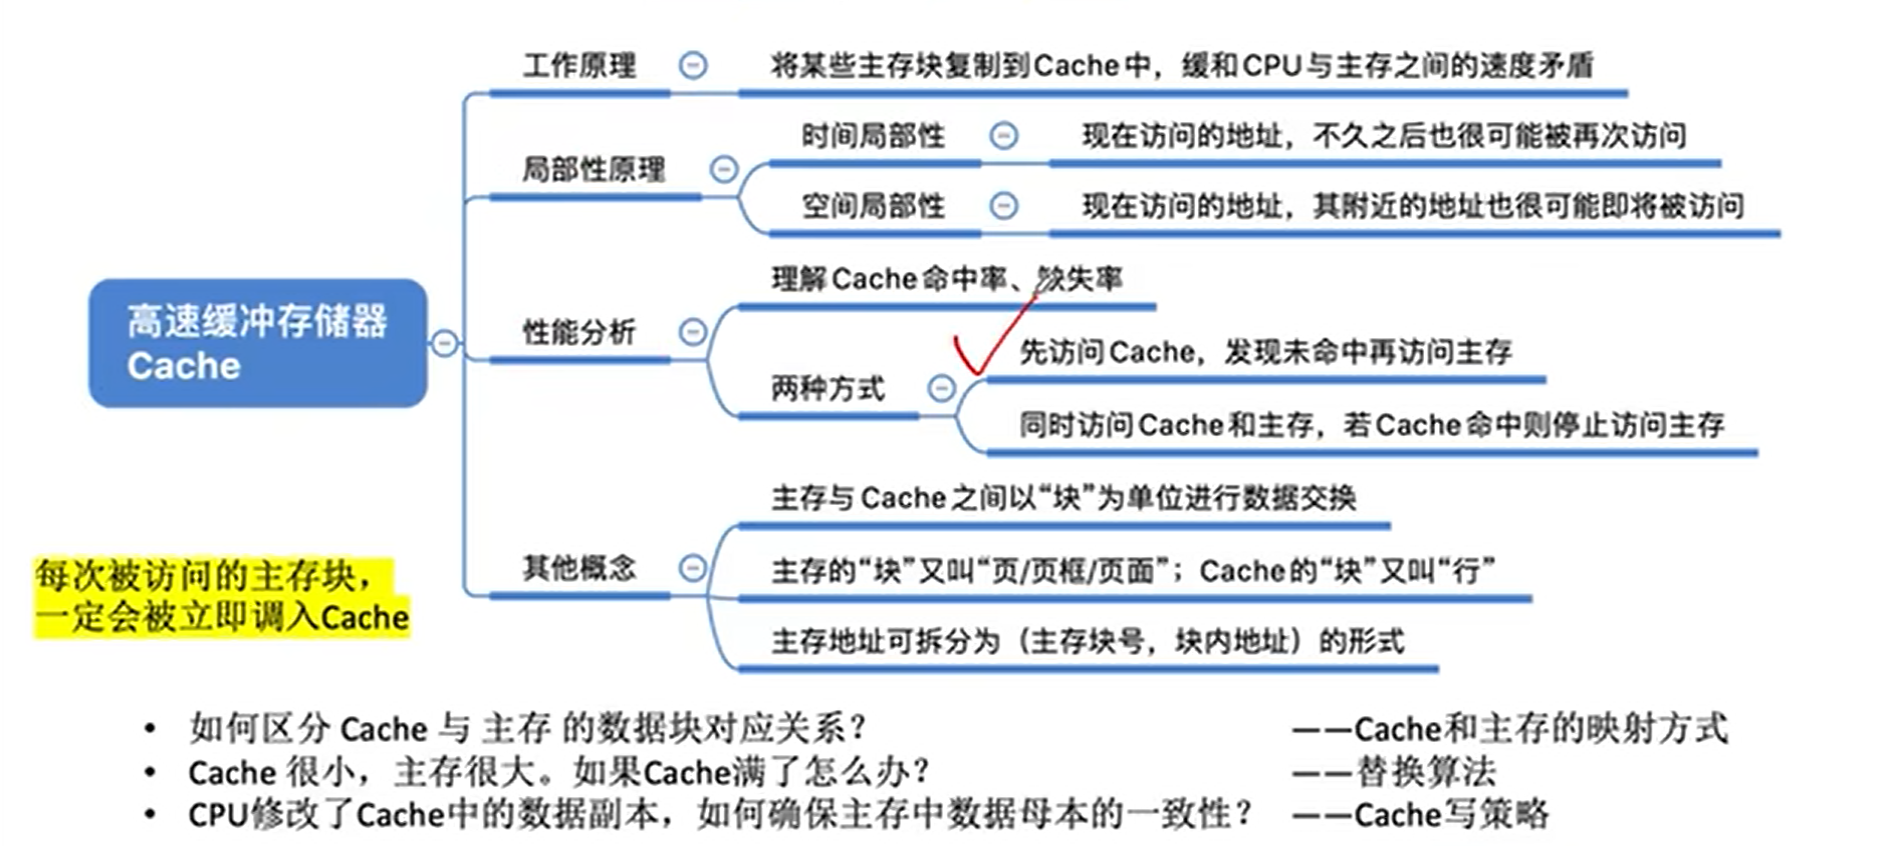 工作原理
将某些主存块复制到Cache中，缓和CPU与主存之间的速度矛盾
局部性原理
时间局部性
现在访问的地址，不久之后也很可能被再次访问
空间局部性
现在访问的地址，其附近的地址也很可能即将被访问
高速缓冲存储器
Cache
性能分析
理解Cache命中率、缺失率
两种方式
先访问Cache，发现未命中再访问主存
同时访问Cache和主存，若Cache命中则停止访问主存
其他概念
主存与Cache之间以“块”为单位进行数据交换
主存的“块”又叫“页/页框/页面”；Cache的“块”又叫“行”
主存地址可拆分为（主存块号，块内地址）的形式
每次被访问的主存块，
一定会被立即调入Cache
• 如何区分 Cache 与 主存 的数据块对应关系？ ——Cache和主存的映射方式
• Cache 很小，主存很大。如果Cache满了怎么办？ ——替换算法
• CPU修改了Cache中的数据副本，如何确保主存中数据母本的一致性？ ——Cache写策略